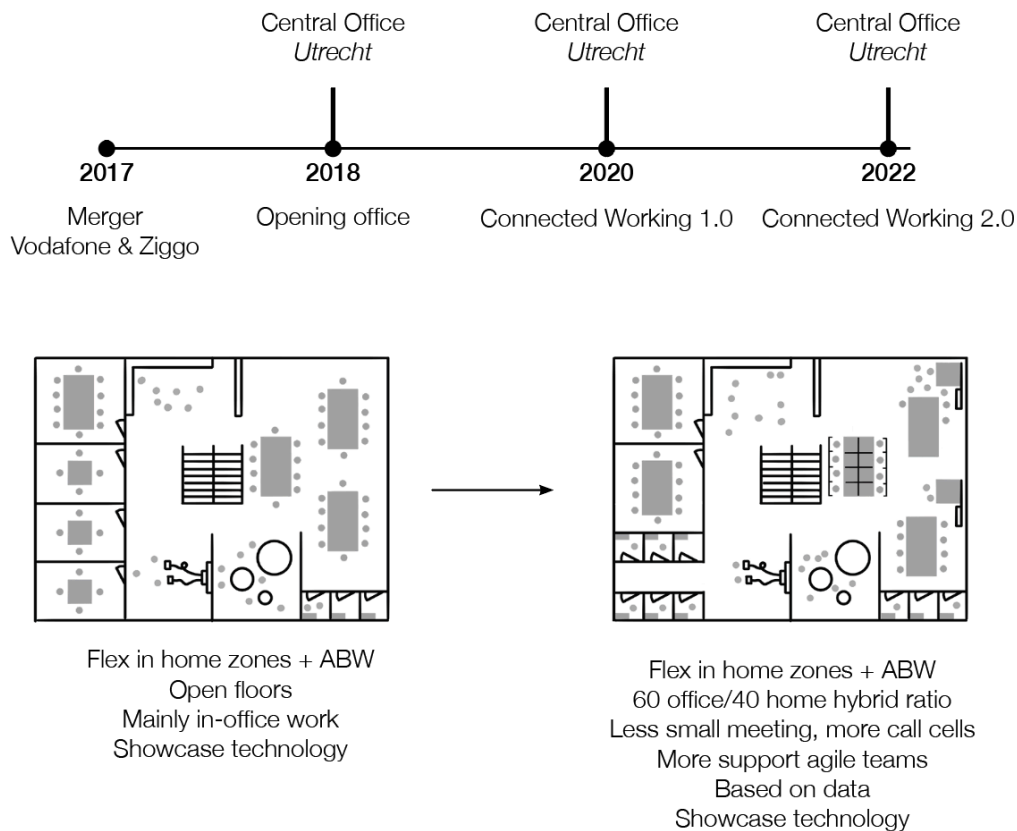 Central Office
Utrecht
Central Office
Utrecht
Central Office
Utrecht
2017
2018
2020
2022
Merger
Vodafone & Ziggo
Opening office
Connected Working 1.0
Connected Working 2.0
Flex in home zones + ABW
Open floors
Mainly in-office work
Showcase technology
Flex in home zones + ABW
60 office/40 home hybrid ratio
Less small meeting, more call cells
More support agile teams
Based on data
Showcase technology